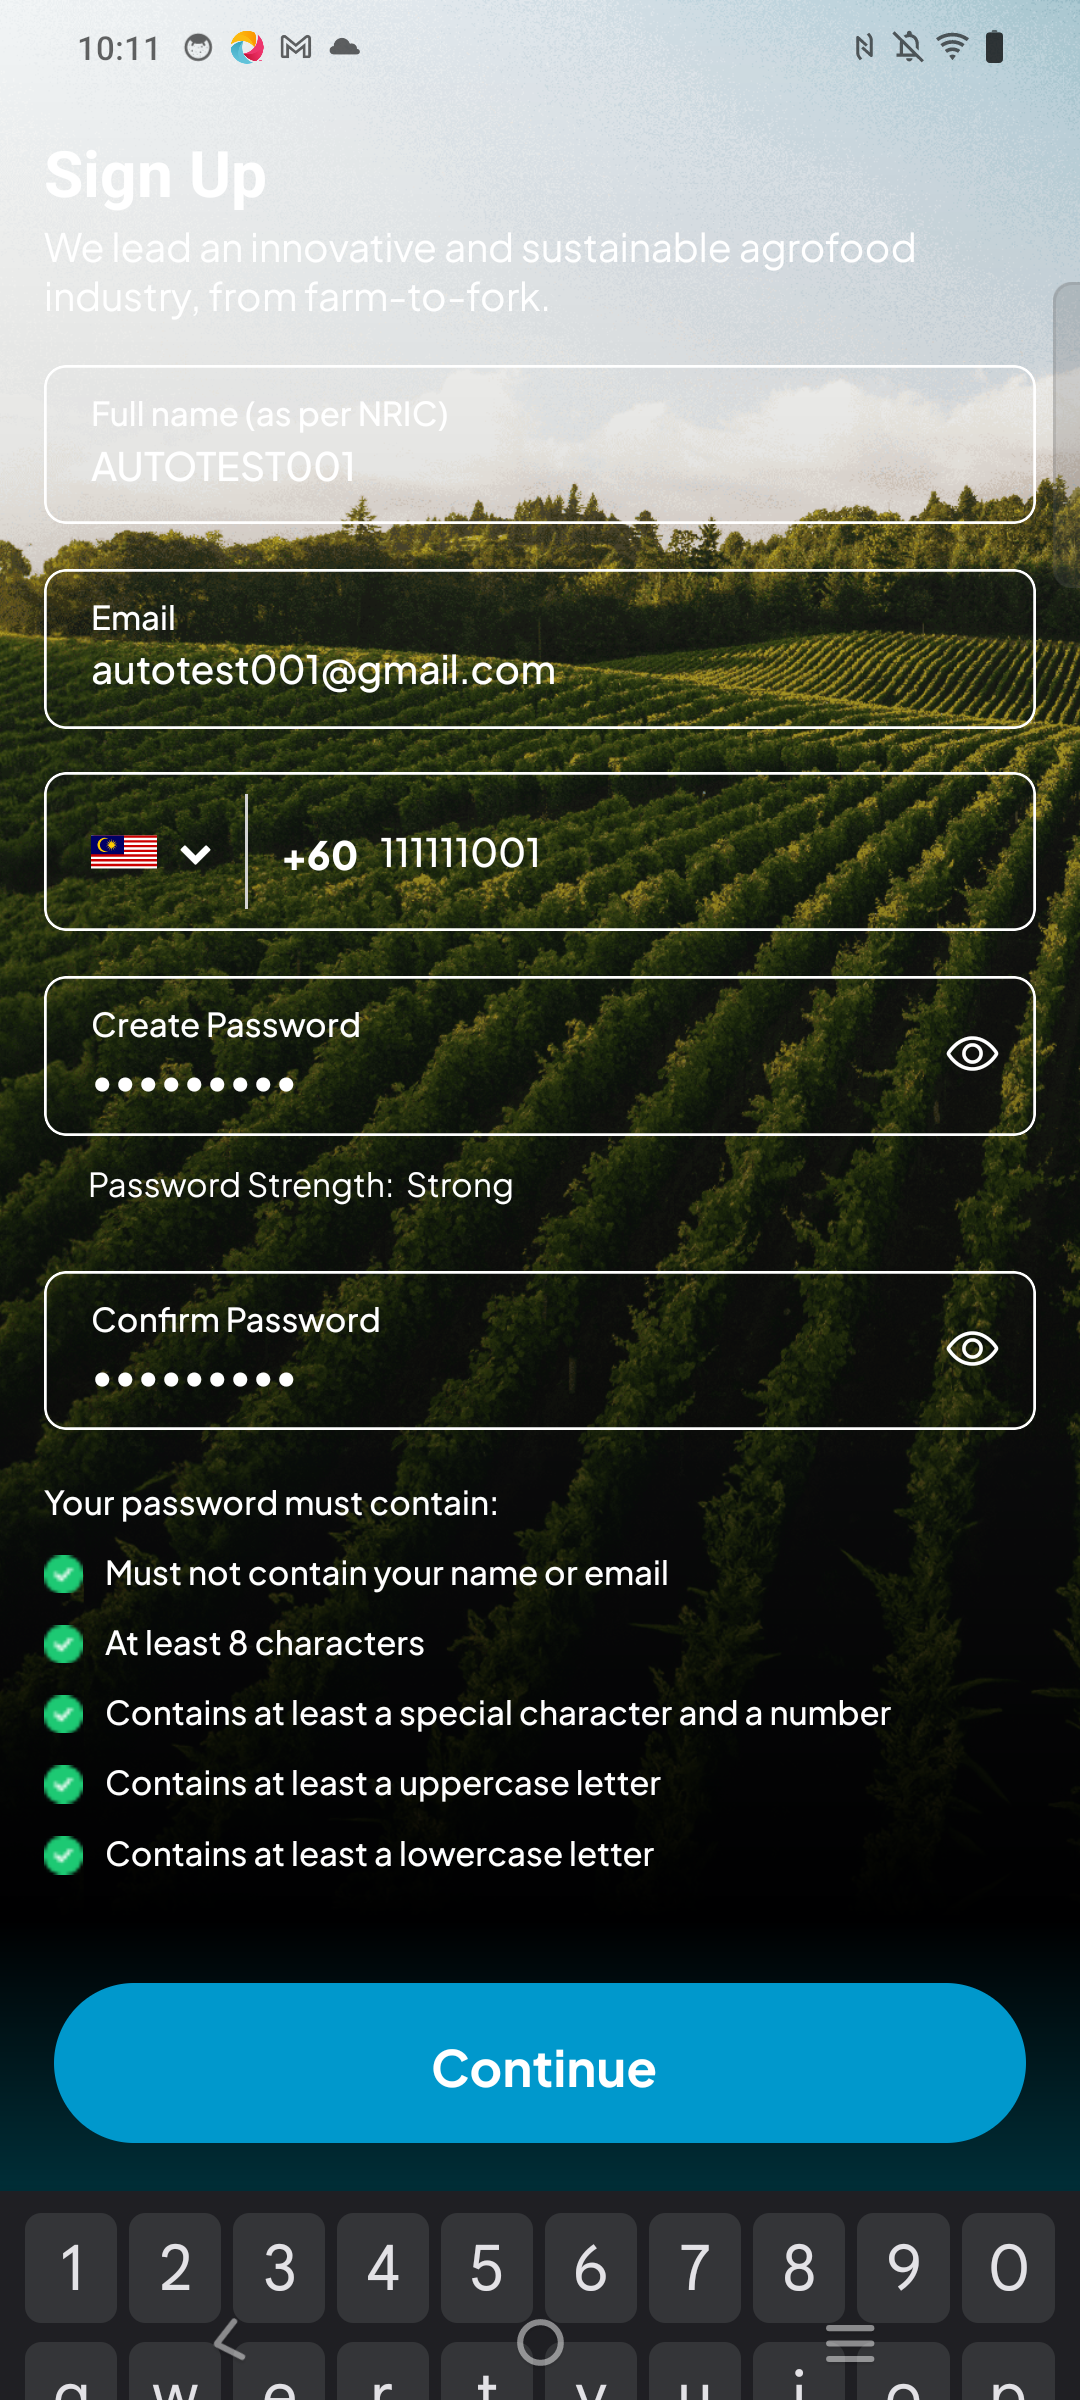 10:11
Sign Up
We lead an innovative and sustainable agrofood
industry, from farm-to-fork.
Full name (as per NRIC)
AUTOTEST001
Email
autotest001@gmail.com
+60 111111001
Create Password
•••••••••
Password Strength: Strong
Confirm Password
•••••••••
Your password must contain:
Must not contain your name or email
At least 8 characters
Contains at least a special character and a number
Contains at least a uppercase letter
Contains at least a lowercase letter
Continue
1 2 3 4 5 6 7 8 9 0
q w e r t y u i o p